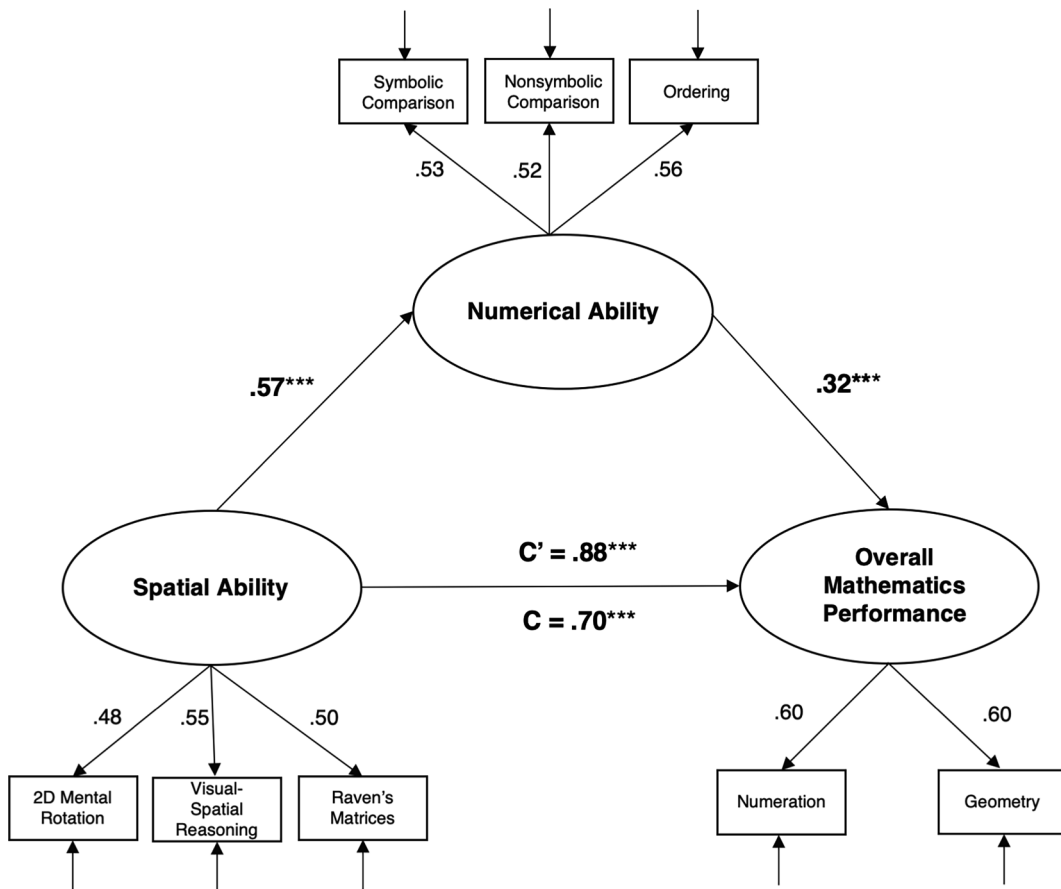 Symbolic
Comparison
Nonsymbolic
Comparison
Ordering
.53
.52
.56
Numerical Ability
.57***
.32***
Spatial Ability
C’ = .88***
C = .70***
Overall
Mathematics
Performance
.48
.55
.50
.60
.60
2D Mental
Rotation
Visual-
Spatial
Reasoning
Raven’s
Matrices
Numeration
Geometry